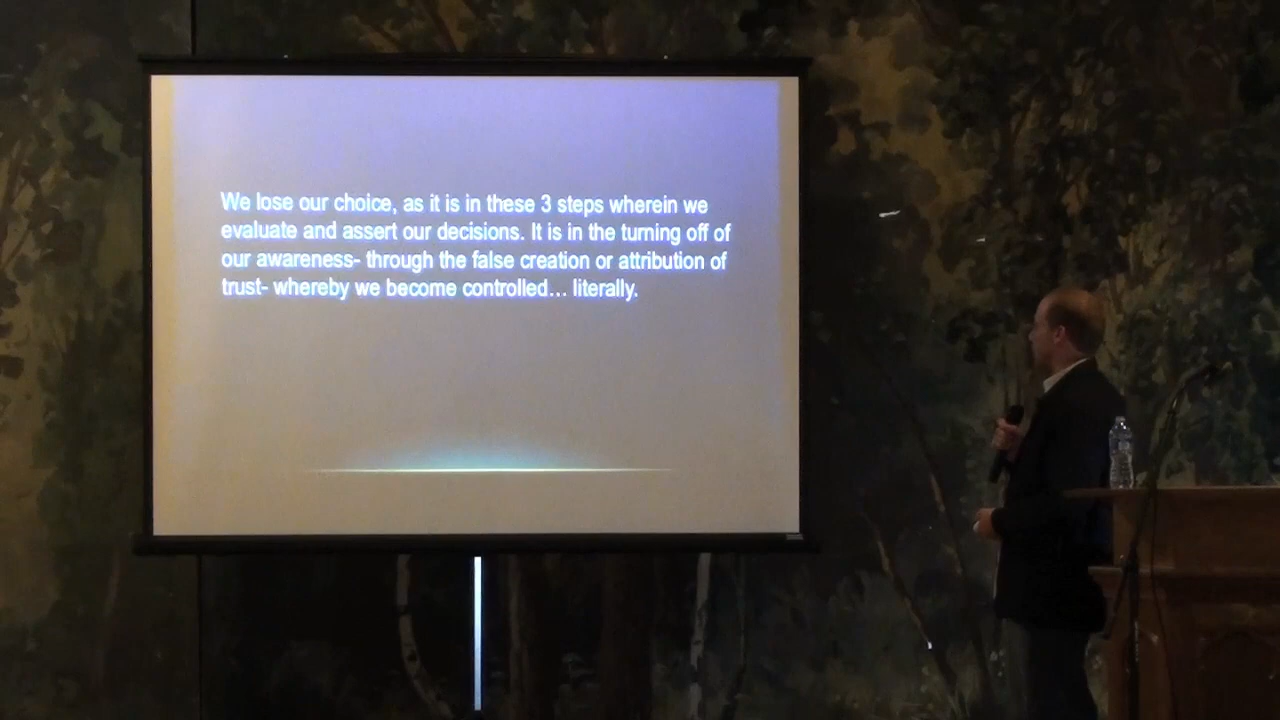 We lose our choice, as it is in these 3 steps wherein we
evaluate and assert our decisions. It is in the turning off of
our awareness- through the false creation or attribution of
trust- whereby we become controlled... literally.